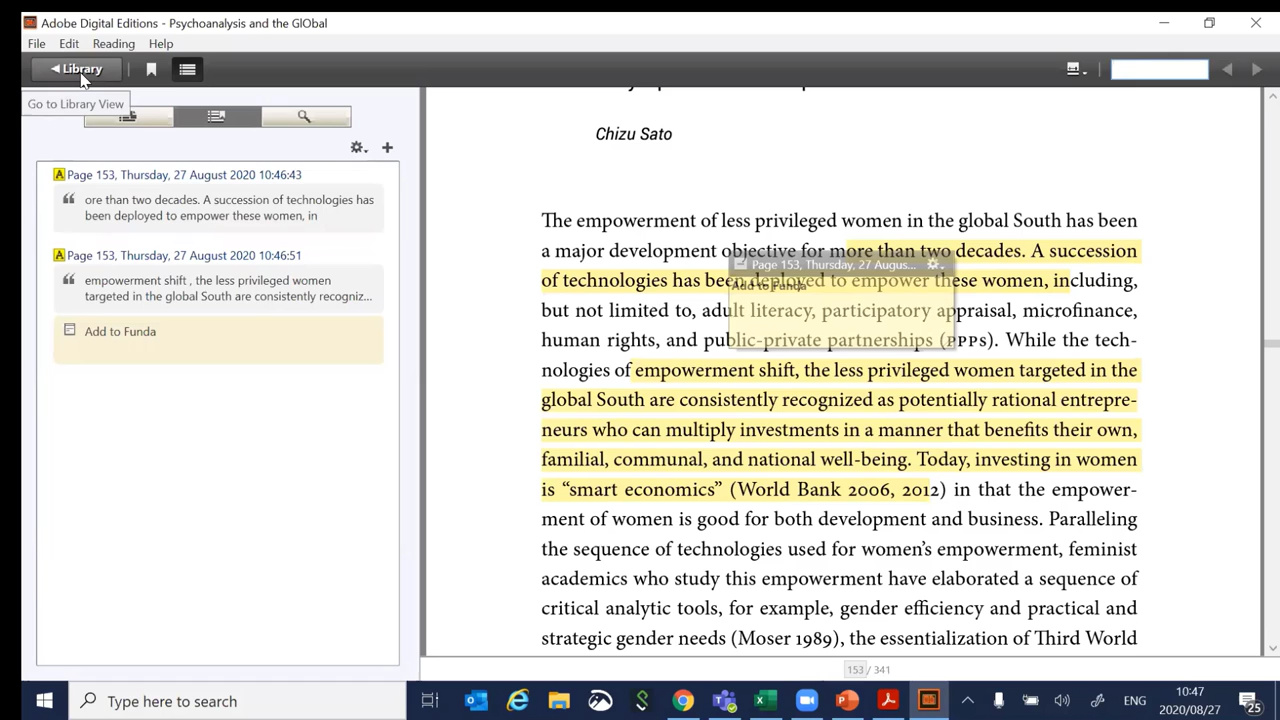 Adobe Digital Editions - Psychoanalysis and the GlObal
File Edit Reading Help
Library
Go to Library View
Page 153, Thursday, 27 August 2020 10:46:43
ore than two decades. A succession of technologies has
been deployed to empower these women, in
Page 153, Thursday, 27 August 2020 10:46:51
empowerment shift , the less privileged women
targeted in the global South are consistently recogniz...
Add to Funda
Chizu Sato
The empowerment of less privileged women in the global South has been
a major development objective for more than two decades. A succession
of technologies has been deployed to empower these women, including,
but not limited to, adult literacy, participatory appraisal, microfinance,
human rights, and public-private partnerships (PPPs). While the tech-
nologies of empowerment shift, the less privileged women targeted in the
global South are consistently recognized as potentially rational entrepre-
neurs who can multiply investments in a manner that benefits their own,
familial, communal, and national well-being. Today, investing in women
is “smart economics” (World Bank 2006, 2012) in that the empower-
ment of women is good for both development and business. Paralleling
the sequence of technologies used for women’s empowerment, feminist
academics who study this empowerment have elaborated a sequence of
critical analytic tools, for example, gender efficiency and practical and
strategic gender needs (Moser 1989), the essentialization of Third World
Page 153, Thursday, 27 Augus...
Add to Funda
153 / 341
Type here to search
ENG
10:47
2020/08/27
25